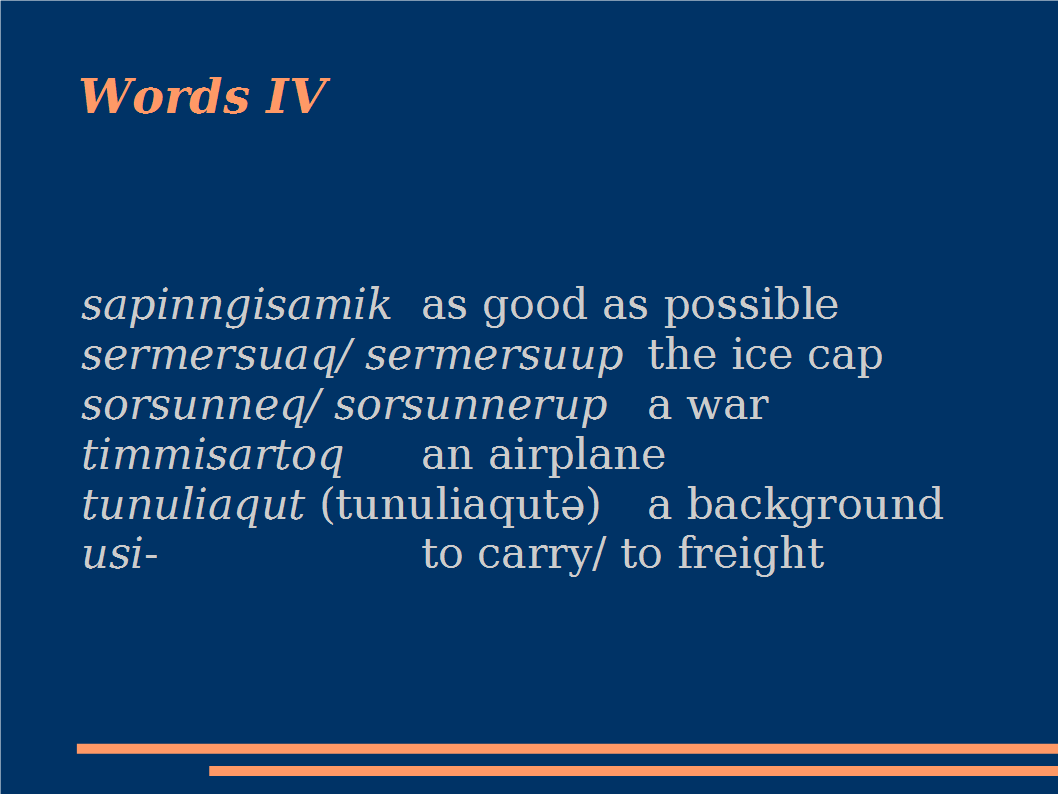 Words IV
sapinngisamik as good as possible
sermersuaq/ sermersuup the ice cap
sorsunneq/ sorsunnerup a war
timmisartoq an airplane
tunuliaqut (tunuliaqutə) a background
usi- to carry/ to freight